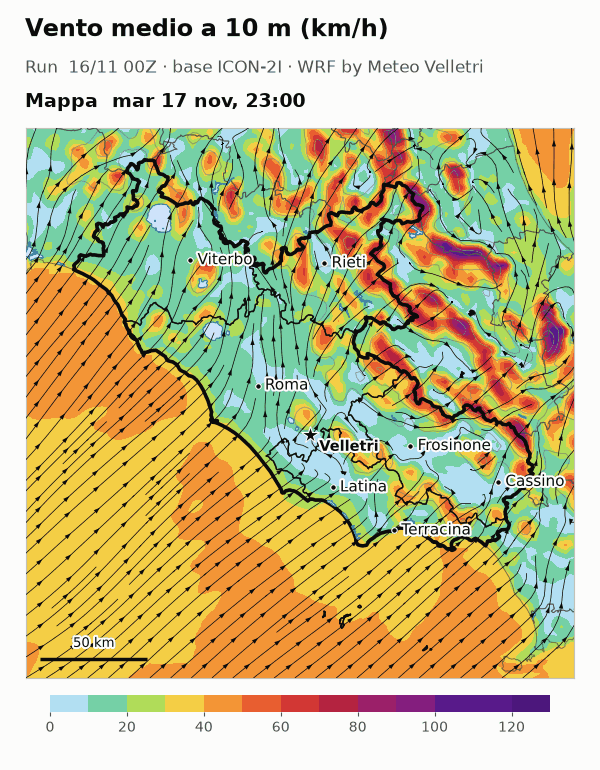 Vento medio a 10 m (km/h)
Run  16/11 00Z · base ICON-2I · WRF by Meteo Velletri
Mappa  mar 17 nov, 23:00
Viterbo
Rieti
Roma
Velletri
Frosinone
Latina
Cassino
Terracina
50 km
0 20 40 60 80 100 120